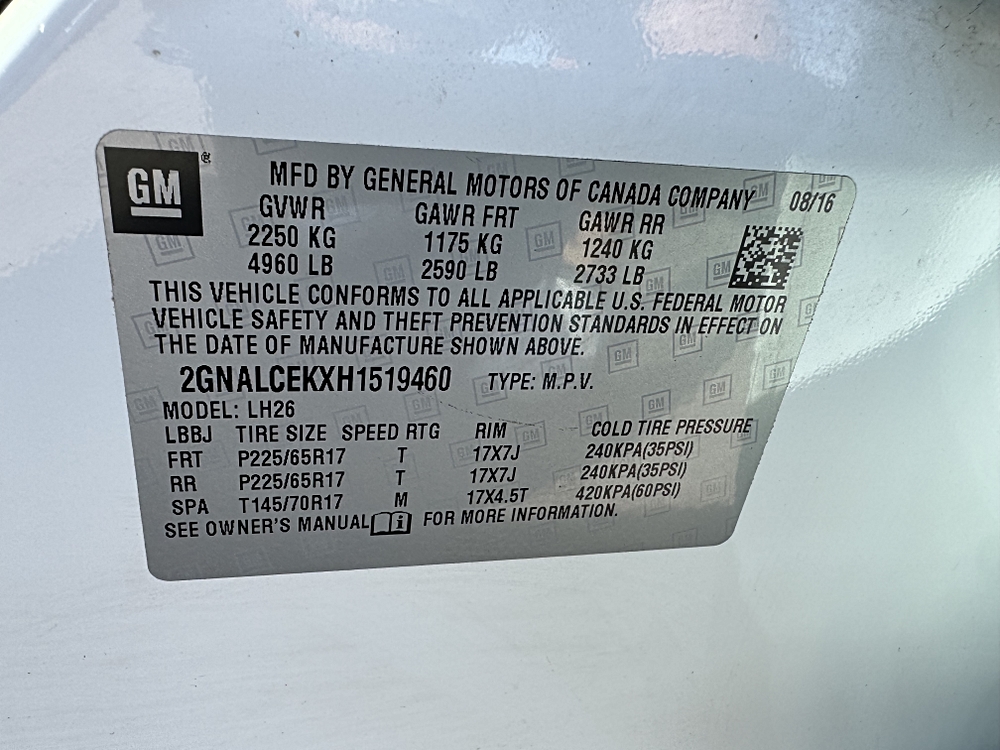 GM ®
MFD BY GENERAL MOTORS OF CANADA COMPANY 08/16
GVWR GAWR FRT GAWR RR
2250 KG 1175 KG 1240 KG
4960 LB 2590 LB 2733 LB
THIS VEHICLE CONFORMS TO ALL APPLICABLE U.S. FEDERAL MOTOR
VEHICLE SAFETY AND THEFT PREVENTION STANDARDS IN EFFECT ON
THE DATE OF MANUFACTURE SHOWN ABOVE.
2GNALCEKXH1519460 TYPE: M.P.V.
MODEL: LH26
LBBJ TIRE SIZE SPEED RTG RIM COLD TIRE PRESSURE
FRT P225/65R17 T 17X7J 240KPA(35PSI)
RR P225/65R17 T 17X7J 240KPA(35PSI)
SPA T145/70R17 M 17X4.5T 420KPA(60PSI)
SEE OWNER'S MANUAL i FOR MORE INFORMATION.